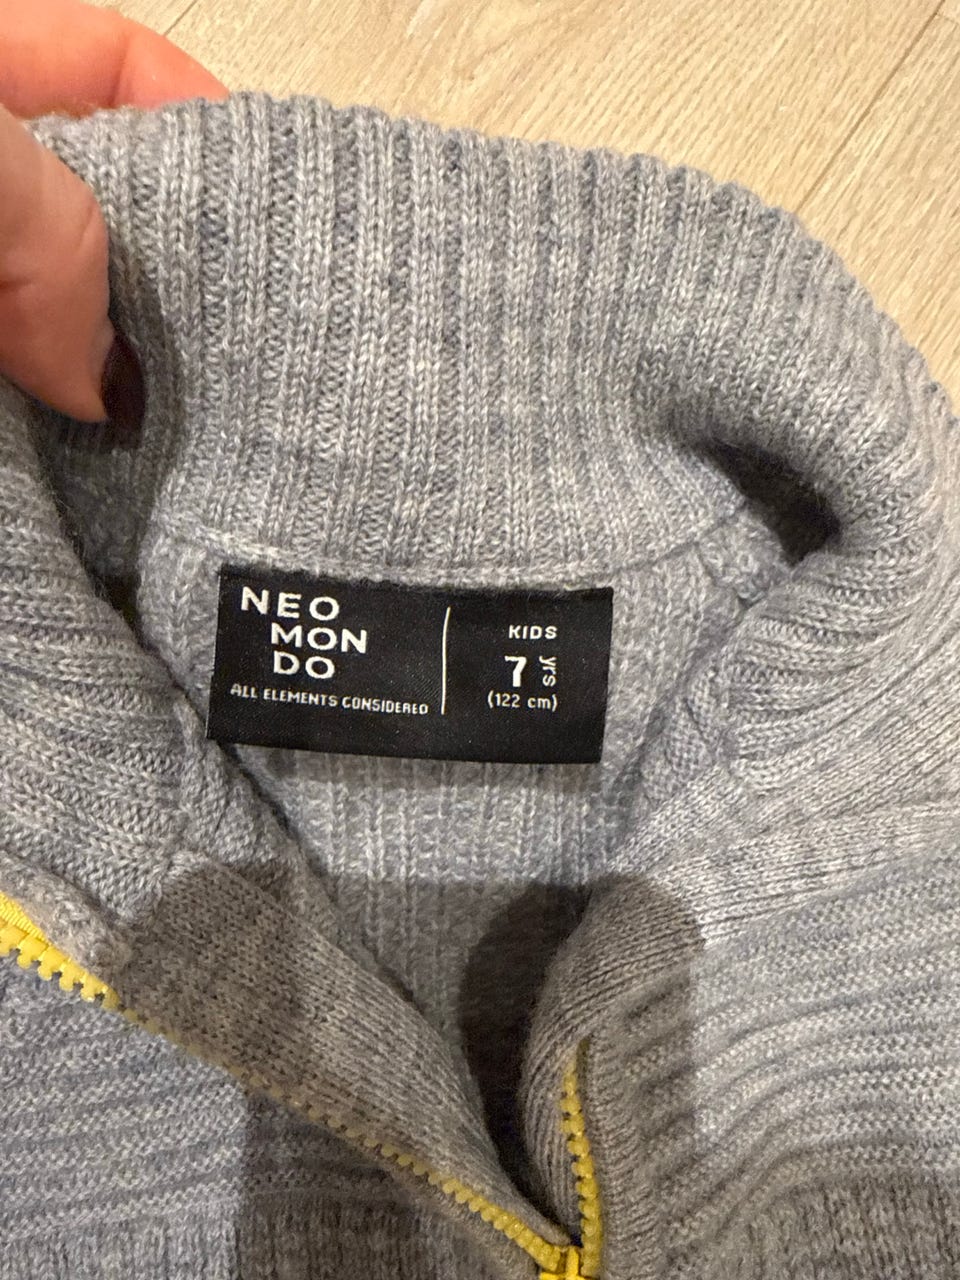 NEO
MON
DO
ALL ELEMENTS CONSIDERED
KIDS
7 yrs
(122 cm)